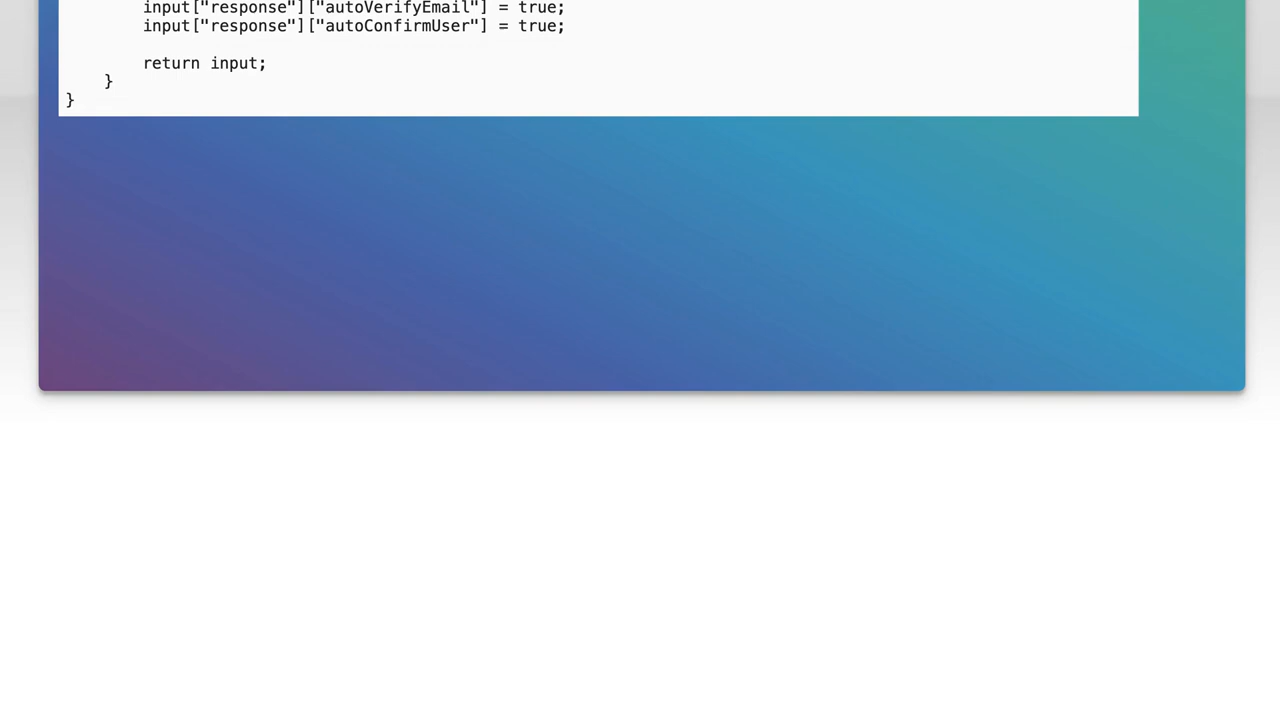 input["response"]["autoVerifyEmail"] = true;
input["response"]["autoConfirmUser"] = true;
return input;
}
}